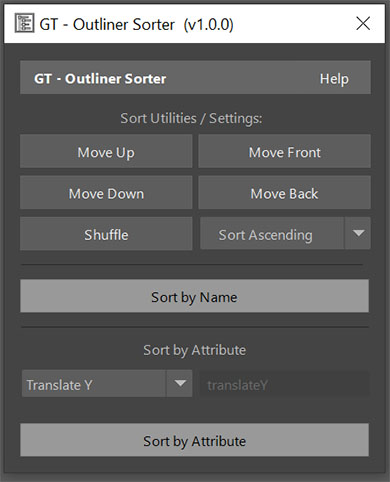 GT - Outliner Sorter  (v1.0.0)
GT - Outliner Sorter Help
Sort Utilities / Settings:
Move Up Move Front
Move Down Move Back
Shuffle Sort Ascending
Sort by Name
Sort by Attribute
Translate Y translateY
Sort by Attribute